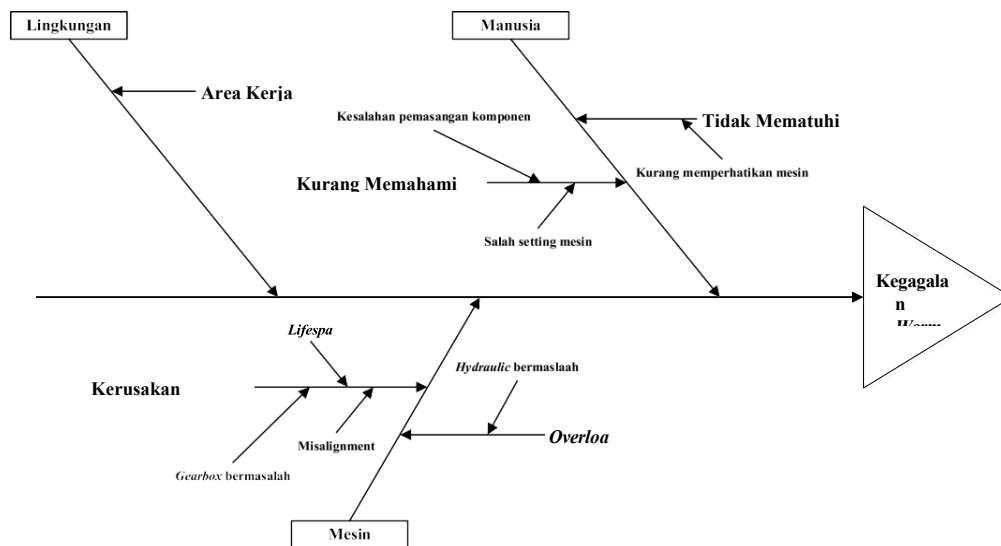 Lingkungan
Manusia
Area Kerja
Kesalahan pemasangan komponen
Tidak Mematuhi
Kurang Memahami
Kurang memperhatikan mesin
Salah setting mesin
Kegagala
n
Worm
Lifespa
Kerusakan
Hydraulic bermaslaah
Misalignment
Overloa
Gearbox bermasalah
Mesin